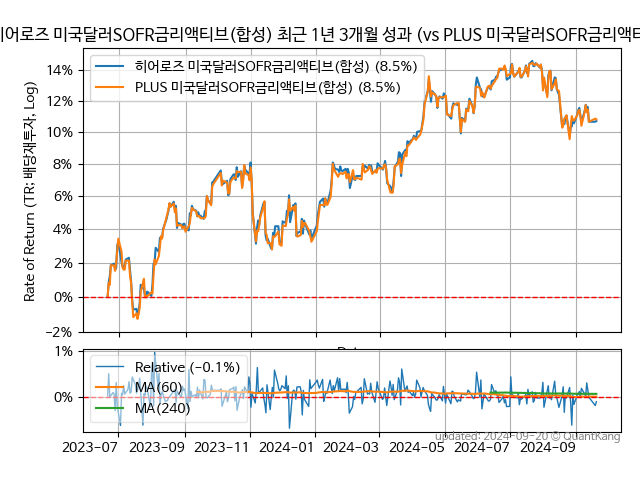 히어로즈 미국달러SOFR금리액티브(합성) 최근 1년 3개월 성과 (vs PLUS 미국달러SOFR금리액티
히어로즈 미국달러SOFR금리액티브(합성) (8.5%)
PLUS 미국달러SOFR금리액티브(합성) (8.5%)
Rate of Return (TR: 배당재투자, Log)
14%
12%
12%
10%
8%
6%
4%
2%
0%
−2%
1%
0%
Relative (−0.1%)
MA(60)
MA(240)
2023−07 2023−09 2023−11 2024−01 2024−03 2024−05 2024−07 2024−09
updated: 2024−09−20 © QuantKang